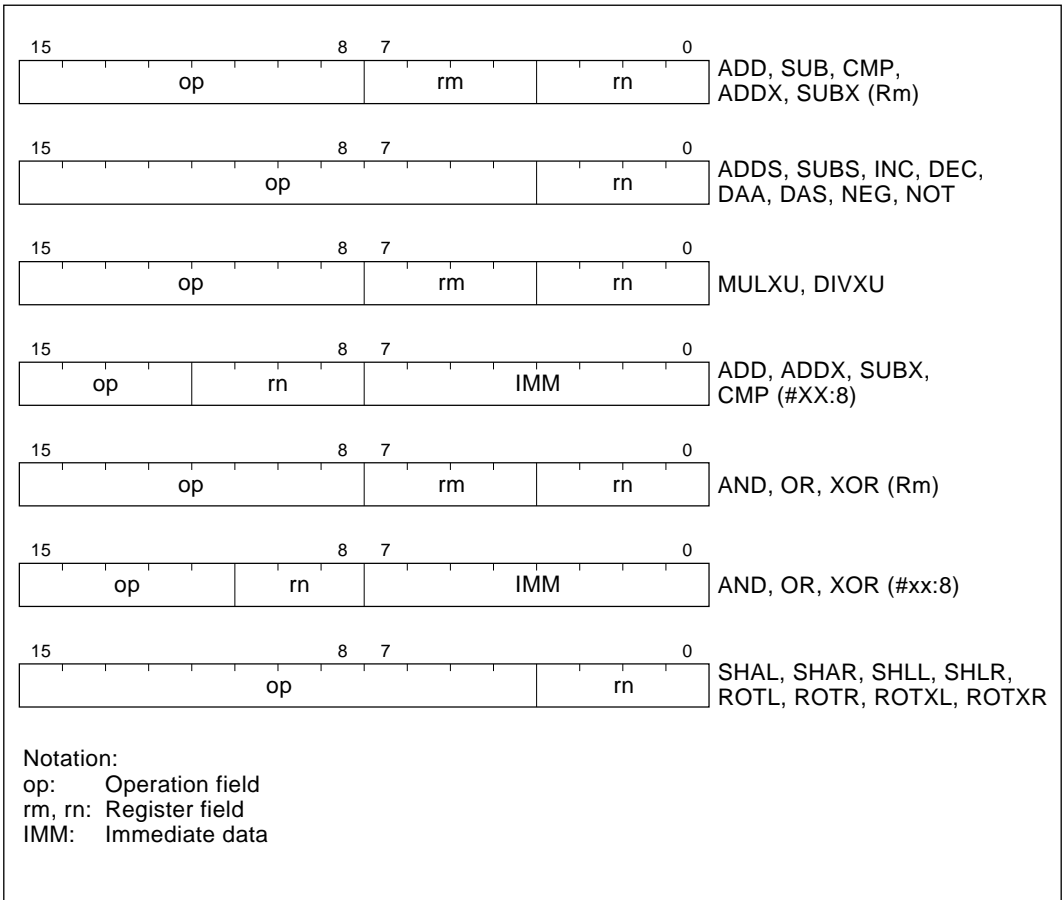 15 8 7 0
op rm rn
ADD, SUB, CMP,
ADDX, SUBX (Rm)
15 8 7 0
op rn
ADDS, SUBS, INC, DEC,
DAA, DAS, NEG, NOT
15 8 7 0
op rm rn
MULXU, DIVXU
15 8 7 0
op rn IMM
ADD, ADDX, SUBX,
CMP (#XX:8)
15 8 7 0
op rm rn
AND, OR, XOR (Rm)
15 8 7 0
op rn IMM
AND, OR, XOR (#xx:8)
15 8 7 0
op rn
SHAL, SHAR, SHLL, SHLR,
ROTL, ROTR, ROTXL, ROTXR
Notation:
op: Operation field
rm, rn: Register field
IMM: Immediate data